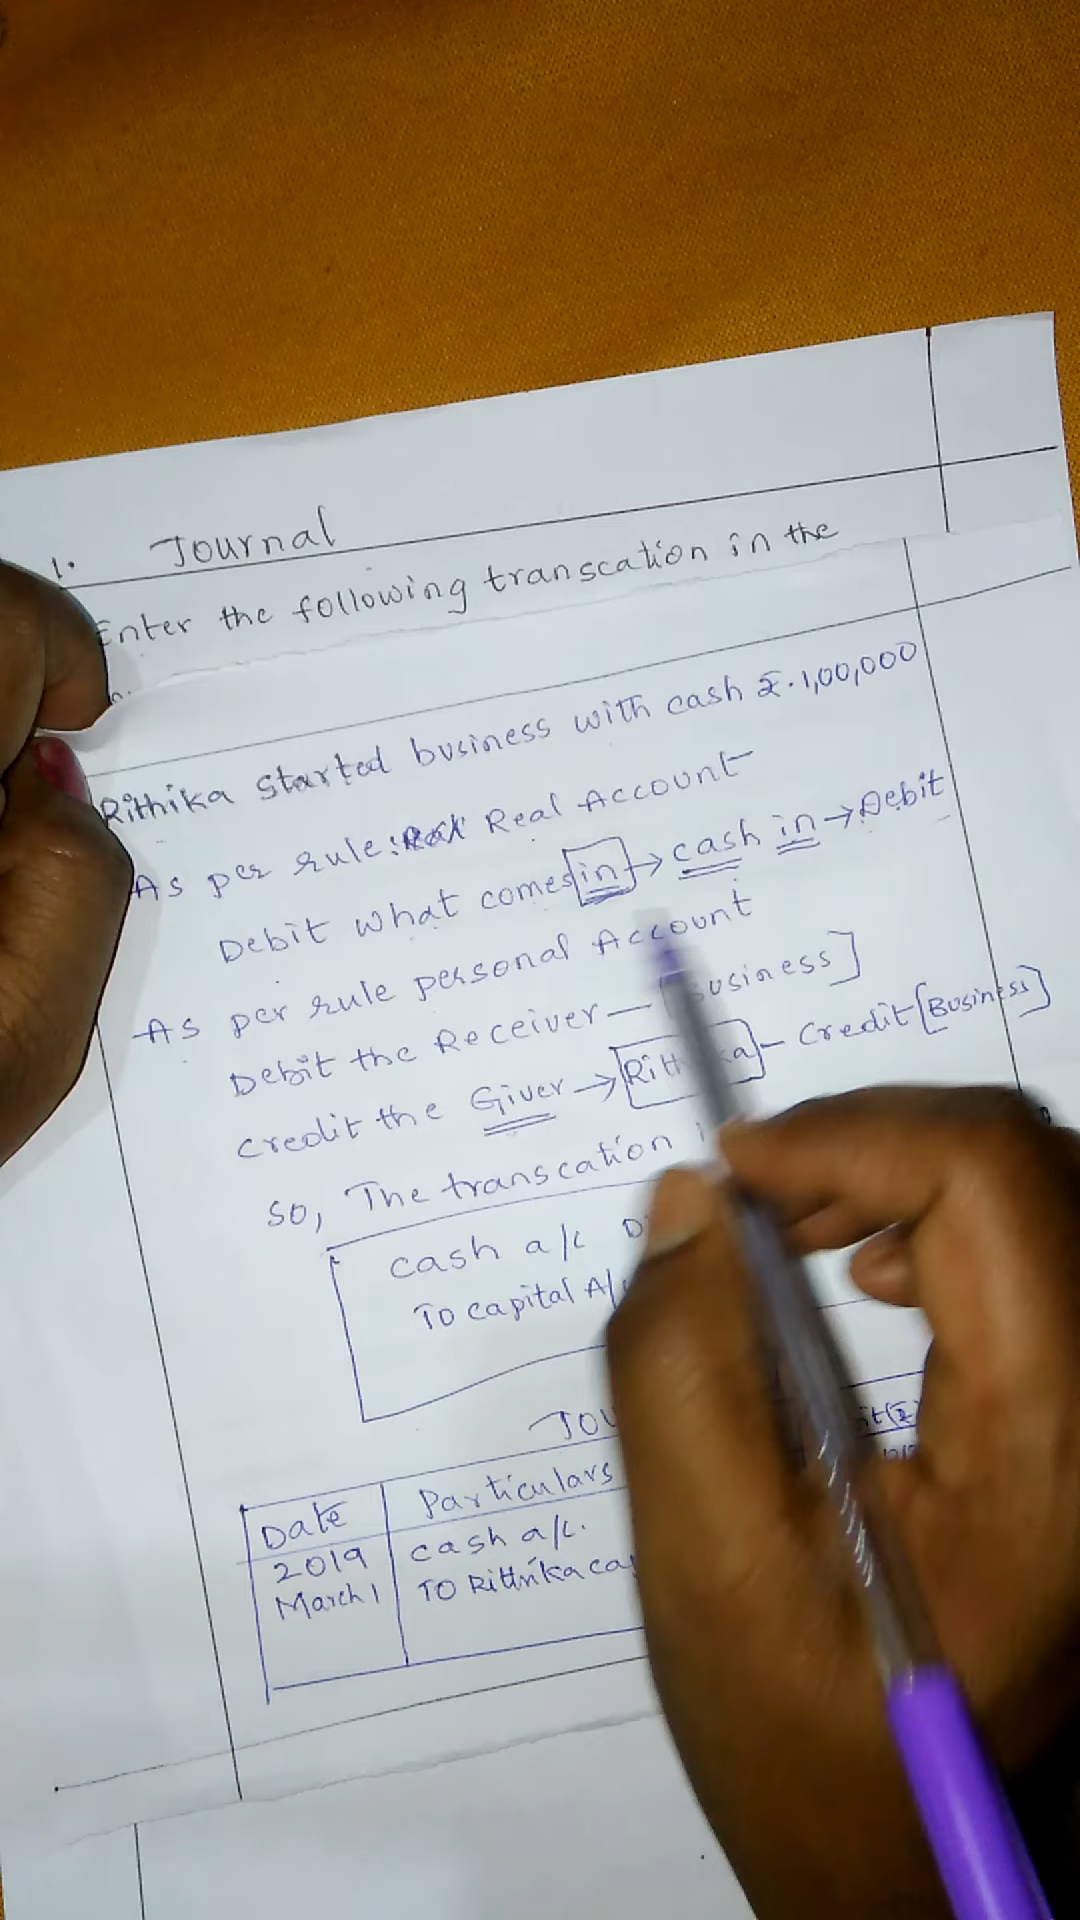 1. Journal
Enter the following transcation in the
Rithika started business with cash ₹.1,00,000
As per rule: Real Account
Debit what comes in → cash in → Debit
As per rule personal Account
Debit the Receiver — [Business]
Credit the Giver → - Credit [Business]
So, The transcation
Cash a/c
To capital A/c
Date Particulars
2019 cash a/c.
March 1 To Rithika